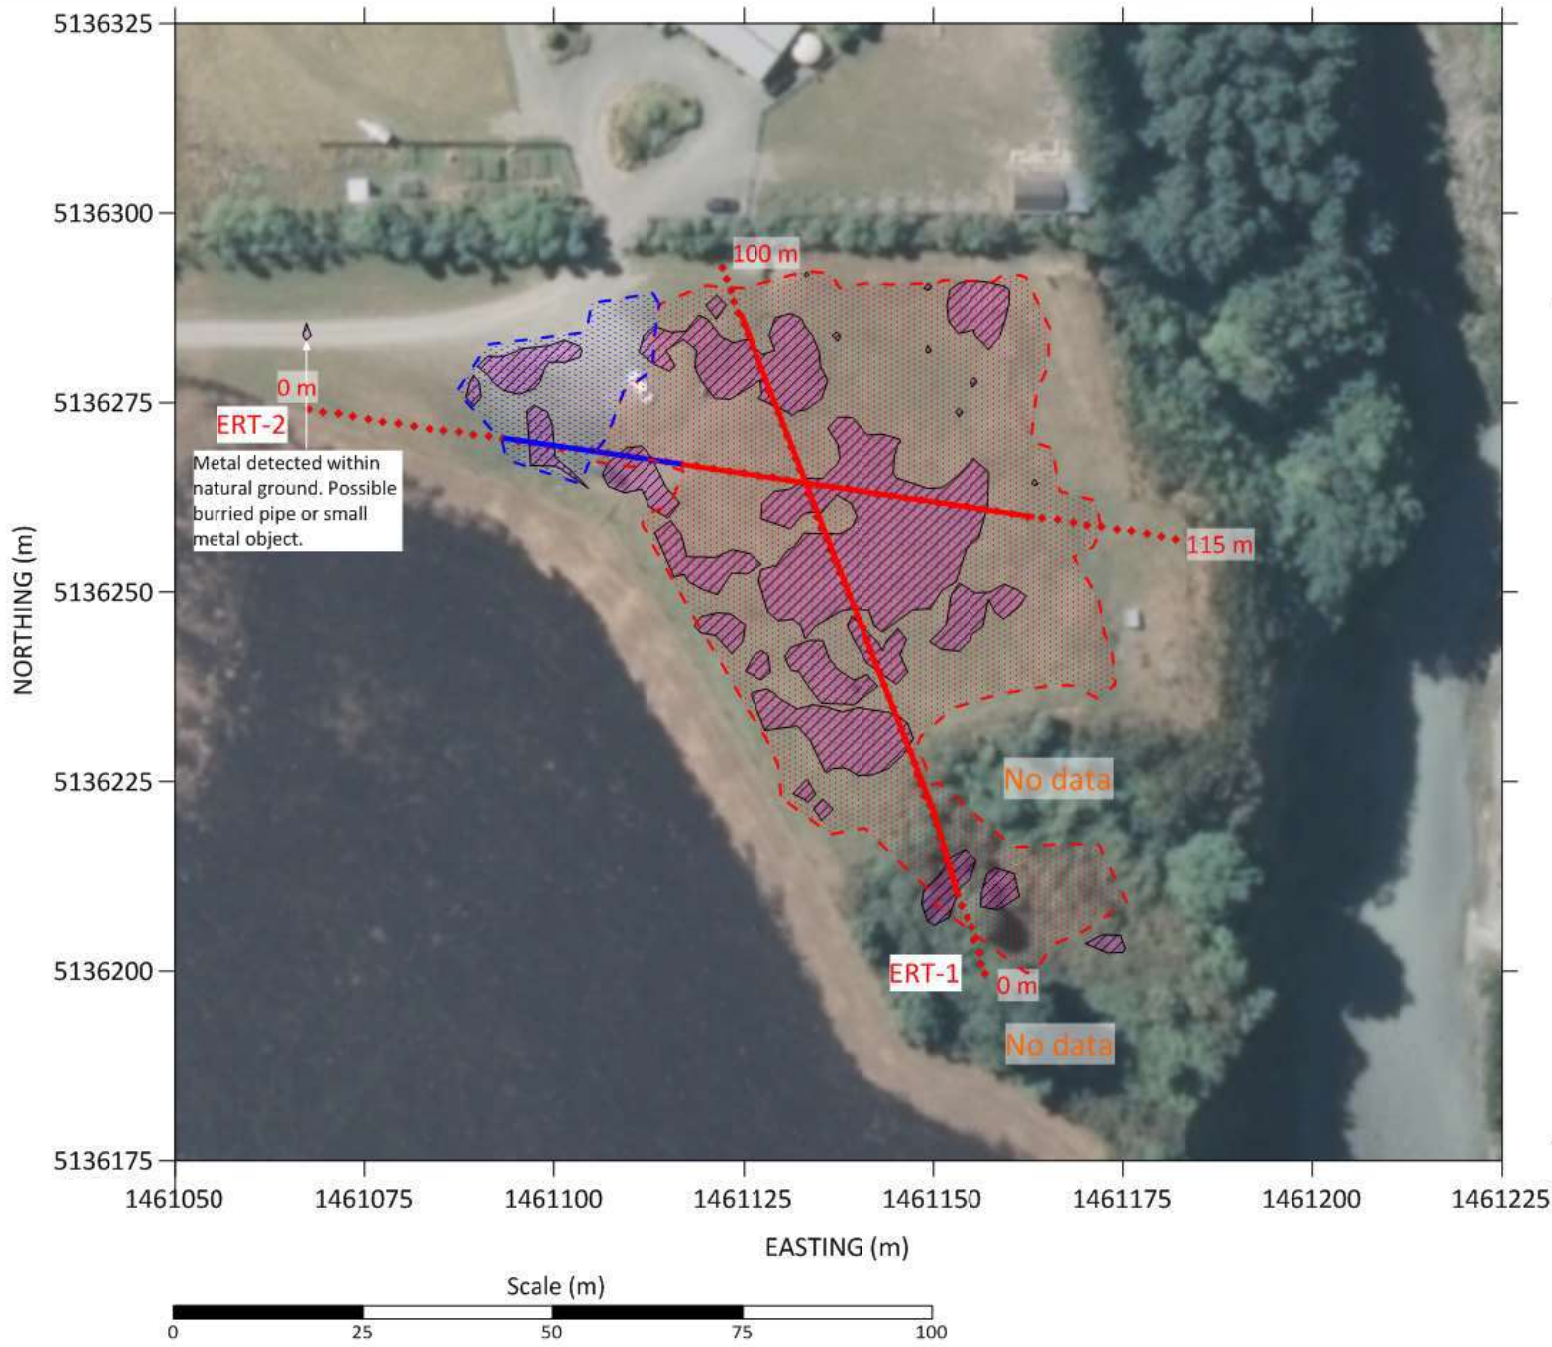 5136325
5136300
100 m
5136275
0 m
ERT-2
Metal detected within
natural ground. Possible
burried pipe or small
metal object.
115 m
5136250
NORTHING (m)
5136225
No data
5136200
ERT-1
0 m
No data
5136175
1461050 1461075 1461100 1461125 1461150 1461175 1461200 1461225
EASTING (m)
Scale (m)
0 25 50 75 100